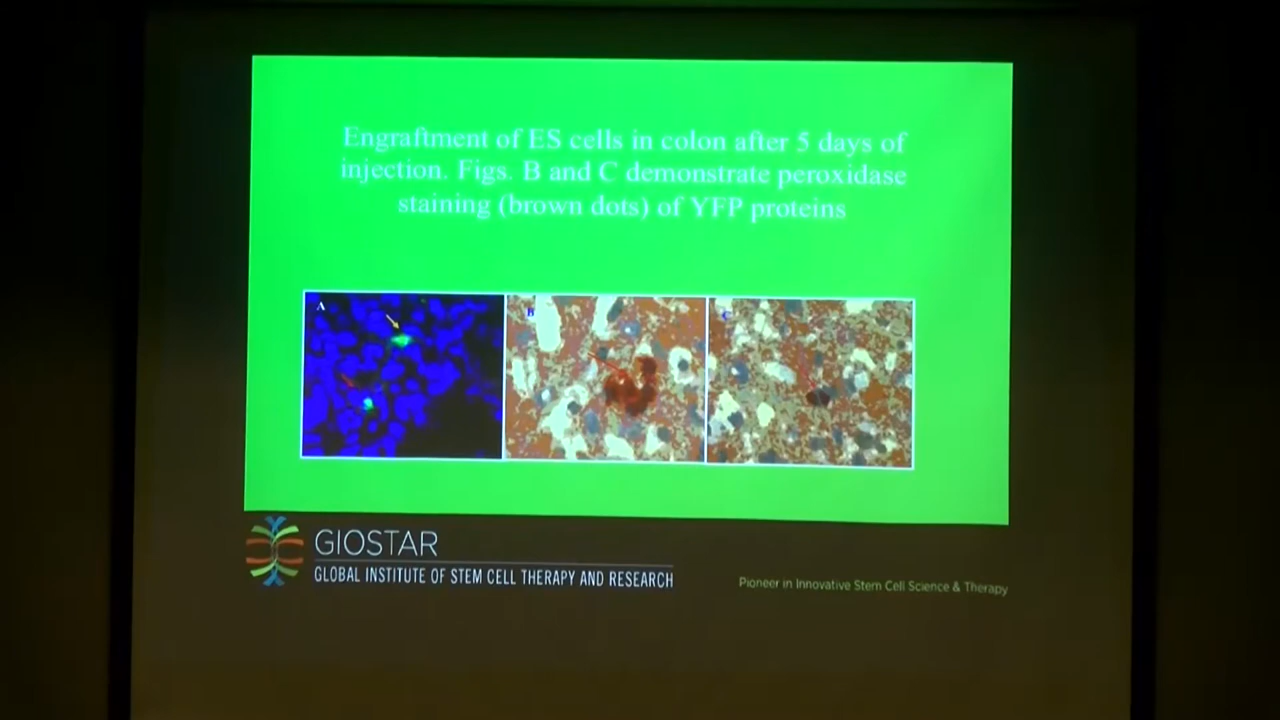 Engraftment of ES cells in colon after 5 days of
injection. Figs. B and C demonstrate peroxidase
staining (brown dots) of YFP proteins
A
B
C
GIOSTAR
GLOBAL INSTITUTE OF STEM CELL THERAPY AND RESEARCH
Pioneer in Innovative Stem Cell Science & Therapy